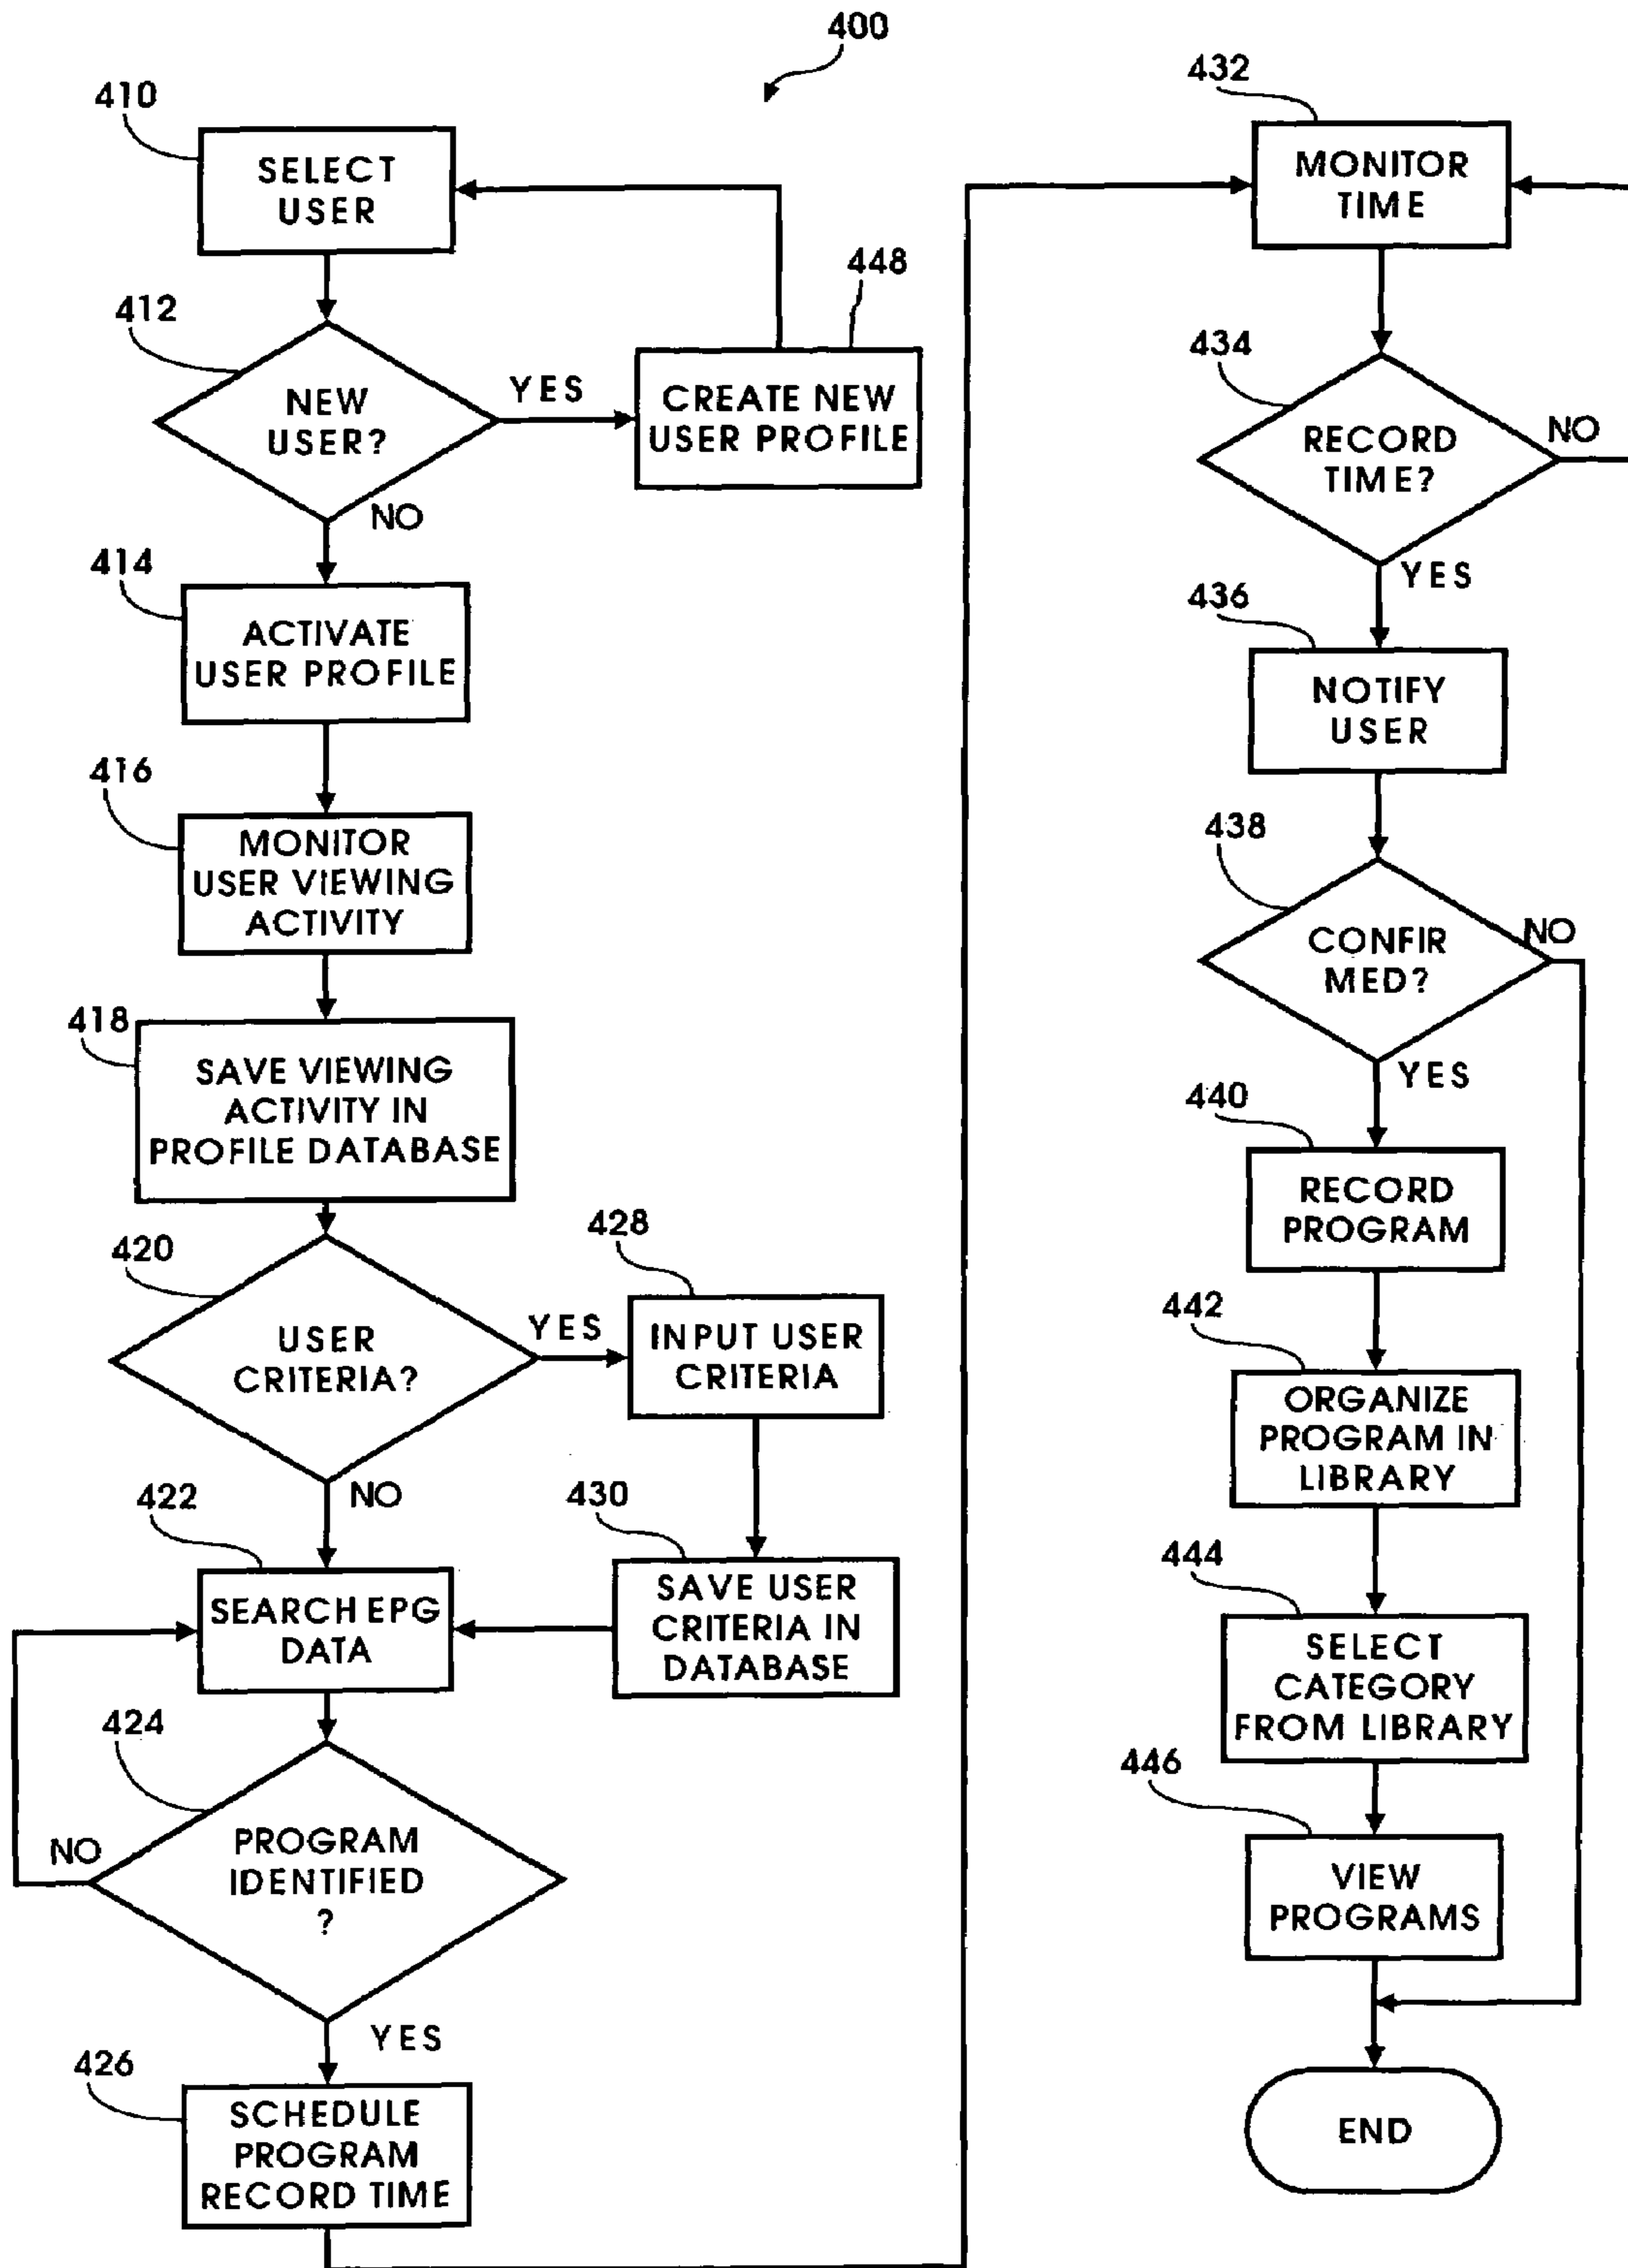 400
410
SELECT
USER
412
NEW
USER?
YES
NO
448
CREATE NEW
USER PROFILE
414
ACTIVATE
USER PROFILE
416
MONITOR
USER VIEWING
ACTIVITY
418
SAVE VIEWING
ACTIVITY IN
PROFILE DATABASE
420
USER
CRITERIA?
YES
NO
428
INPUT USER
CRITERIA
430
SAVE USER
CRITERIA IN
DATABASE
422
SEARCH EPG
DATA
424
PROGRAM
IDENTIFIED
?
NO
YES
426
SCHEDULE
PROGRAM
RECORD TIME
432
MONITOR
TIME
434
RECORD
TIME?
NO
YES
436
NOTIFY
USER
438
CONFIR
MED?
NO
YES
440
RECORD
PROGRAM
442
ORGANIZE
PROGRAM IN
LIBRARY
444
SELECT
CATEGORY
FROM LIBRARY
446
VIEW
PROGRAMS
END